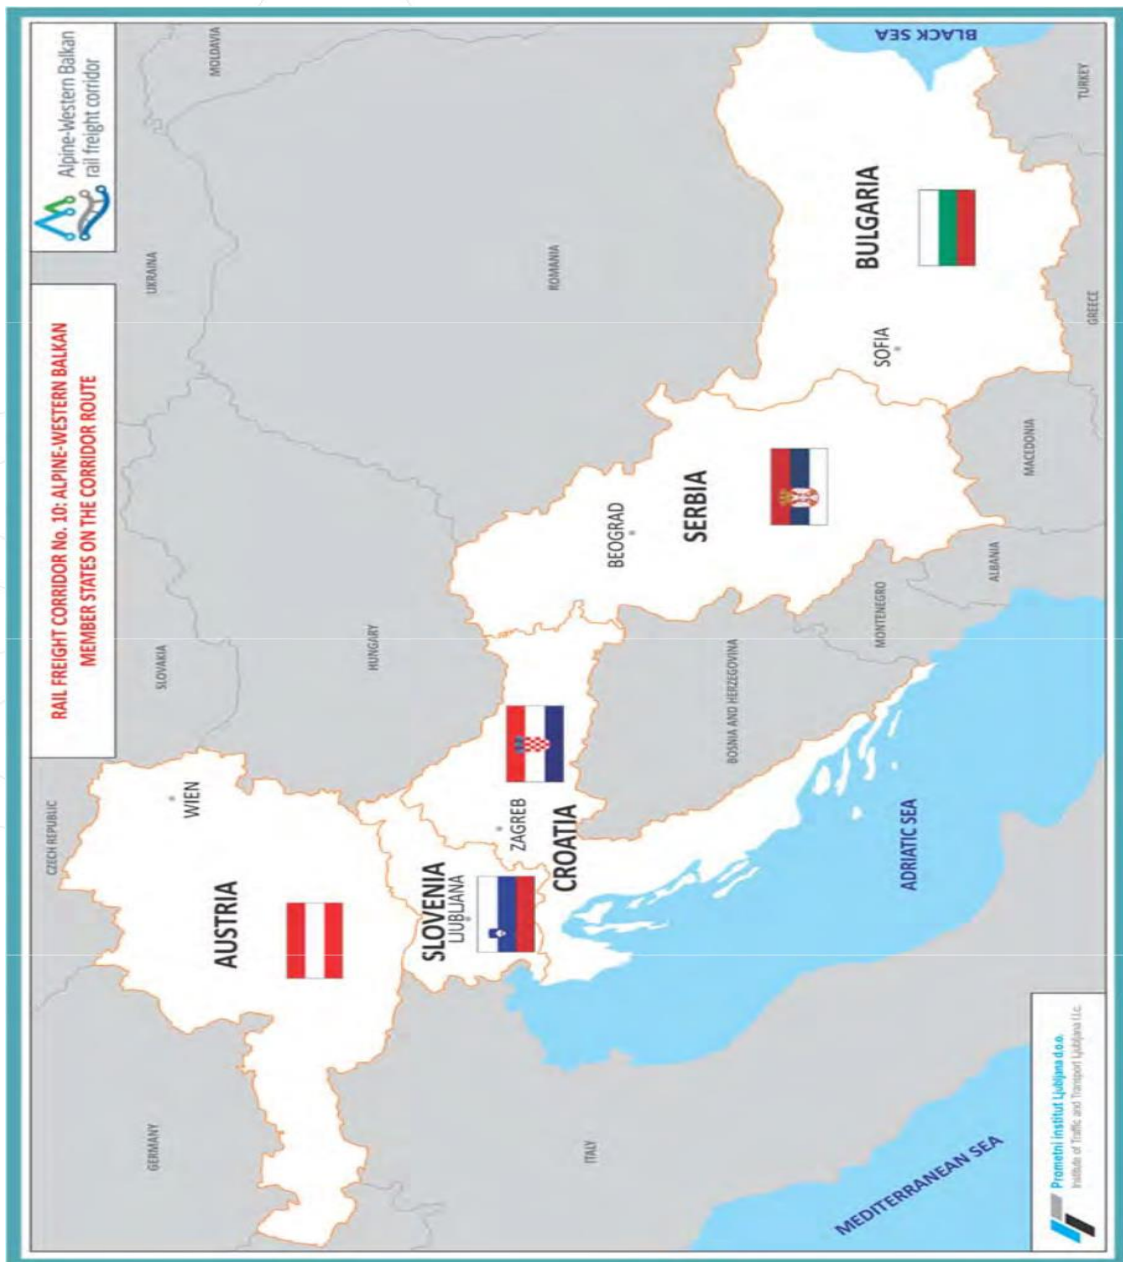 RAIL FREIGHT CORRIDOR No. 10: ALPINE-WESTERN BALKAN
MEMBER STATES ON THE CORRIDOR ROUTE
Alpine-Western Balkan
rail freight corridor
CZECH REPUBLIC
SLOVAKIA
UKRAINA
MOLDAVIA
GERMANY
WIEN
AUSTRIA
HUNGARY
ROMANIA
SLOVENIA
LJUBLJANA
ZAGREB
CROATIA
BEOGRAD
SERBIA
ITALY
BOSNIA AND HERZEGOVINA
MONTENEGRO
ALBANIA
MACEDONIA
SOFIA
BULGARIA
BLACK SEA
TURKEY
GREECE
ADRIATIC SEA
MEDITERRANEAN SEA
Prometni institut Ljubljana d.o.o.
Institute of Traffic and Transport Ljubljana l.l.c.